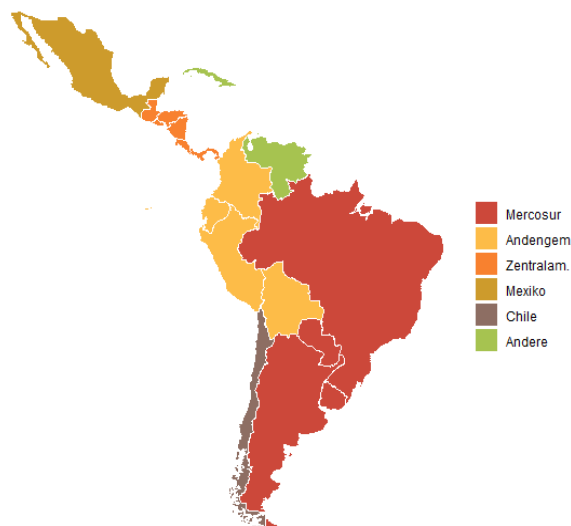 Mercosur
Andengem.
Zentralam.
Mexiko
Chile
Andere